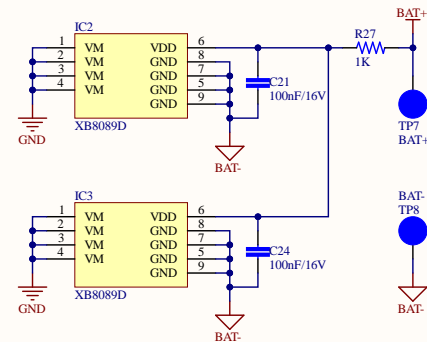 BAT+
IC2
R27
1 VM VDD 6
2 VM GND 8
3 VM GND 7
4 VM GND 5
GND 9
1K
C21
100nF/16V
XB8089D
TP7
BAT+
GND
BAT-
IC3
BAT-
TP8
1 VM VDD 6
2 VM GND 8
3 VM GND 7
4 VM GND 5
GND 9
C24
100nF/16V
XB8089D
GND
BAT-
BAT-